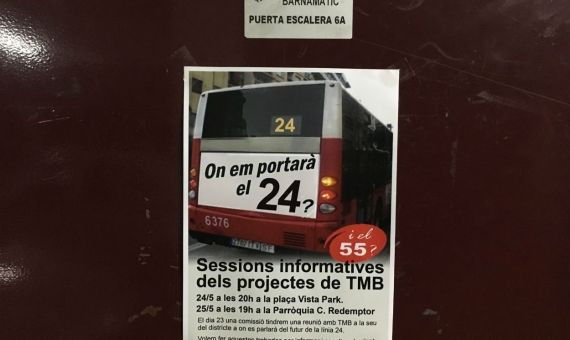 BARNAMATIC
PUERTA ESCALERA 6A
24
On em portarà
el 24?
6376
i el
55?
Sessions informatives
dels projectes de TMB
24/5 a les 20h a la plaça Vista Park.
25/5 a les 19h a la Parròquia C. Redemptor
El dia 23 una comissió tindrem una reunió amb TMB a la seu
del districte a on es parlarà del futur de la línia 24.